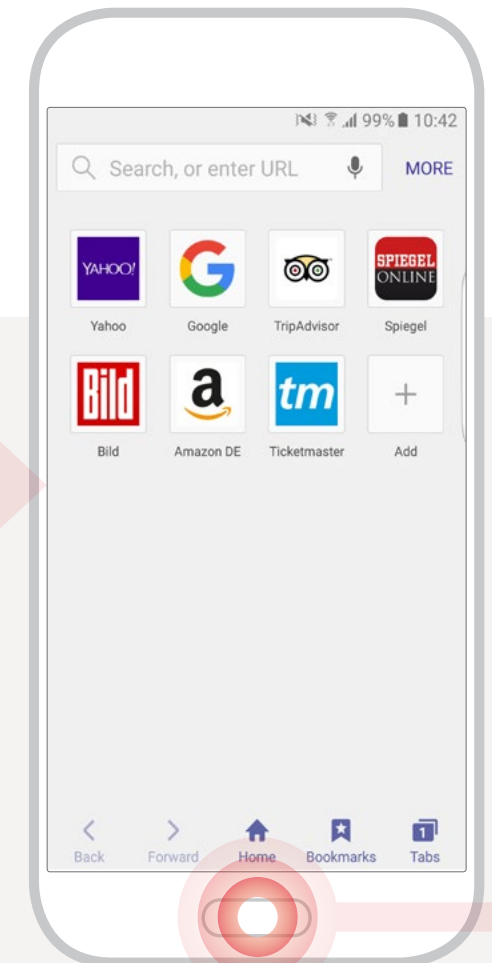 99% 10:42
Search, or enter URL MORE
YAHOO! SPIEGEL
ONLINE
Yahoo Google TripAdvisor Spiegel
Bild a tm
Bild Amazon DE Ticketmaster Add
1
Back Forward Home Bookmarks Tabs